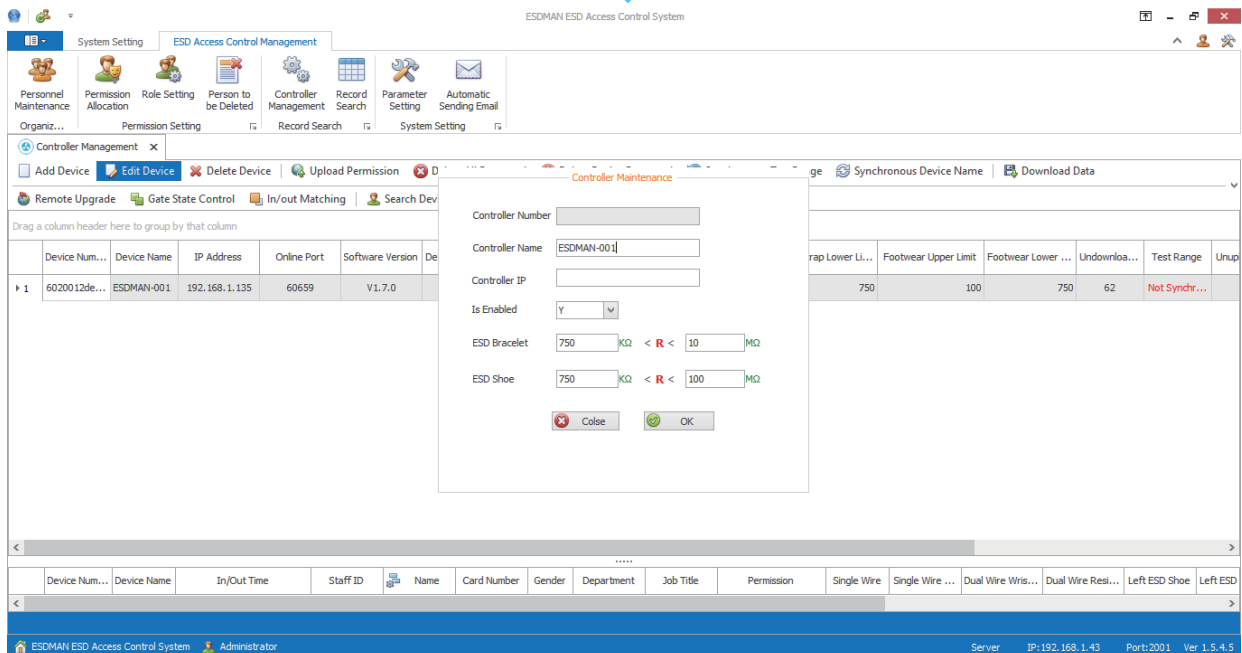 ESDMAN ESD Access Control System
System Setting ESD Access Control Management
Personnel Maintenance Permission Allocation Role Setting Person to be Deleted Controller Management Record Search Parameter Setting Automatic Sending Email
Organiz... Permission Setting Record Search System Setting
Controller Management
Add Device Edit Device Delete Device Upload Permission Synchronous Device Name Download Data
Remote Upgrade Gate State Control In/out Matching Search Dev
Drag a column header here to group by that column
Device Num... Device Name IP Address Online Port Software Version De rap Lower Li... Footwear Upper Limit Footwear Lower ... Undownloa... Test Range Unupl
1 6020012de... ESDMAN-001 192.168.1.135 60659 V1.7.0 750 100 750 62 Not Synchr...
Controller Maintenance
Controller Number
Controller Name ESDMAN-001
Controller IP
Is Enabled Y
ESD Bracelet 750 KΩ < R < 10 MΩ
ESD Shoe 750 KΩ < R < 100 MΩ
Colse OK
Device Num... Device Name In/Out Time Staff ID Name Card Number Gender Department Job Title Permission Single Wire Single Wire ... Dual Wire Wris... Dual Wire Resi... Left ESD Shoe Left ESD
ESDMAN ESD Access Control System Administrator Server IP:192.168.1.43 Port:2001 Ver 1.5.4.5